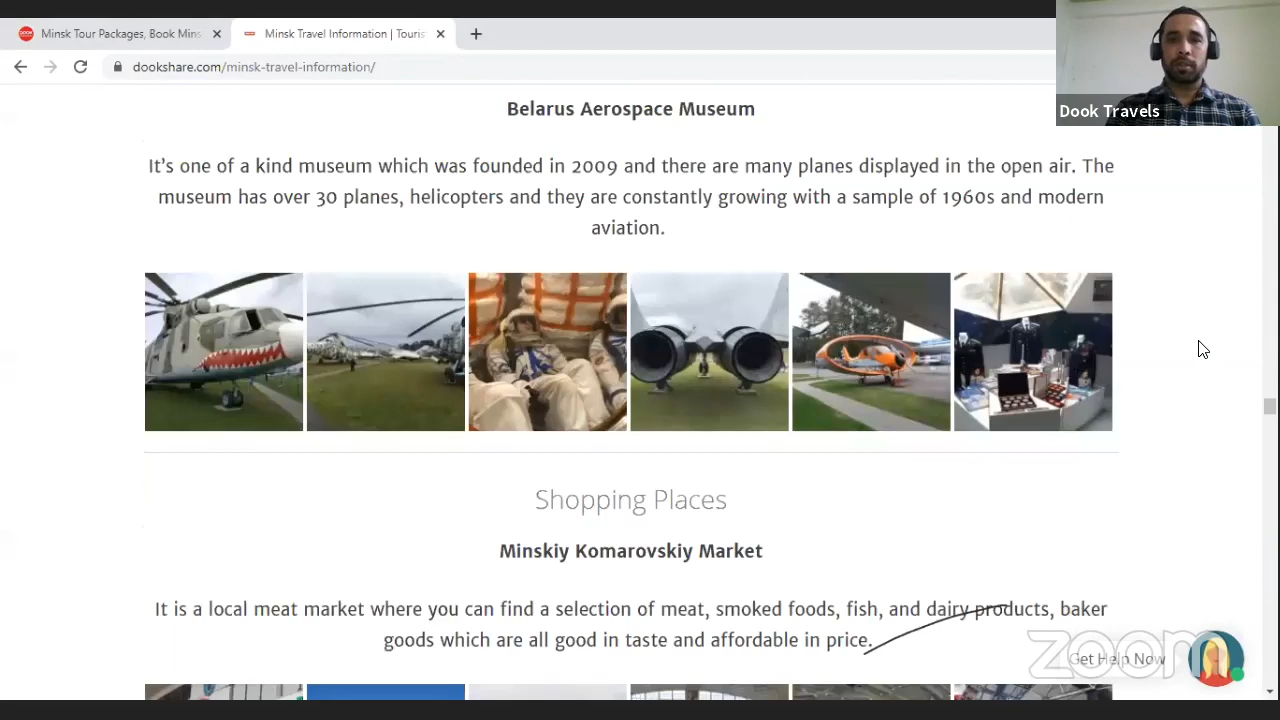 Minsk Tour Packages, Book Mins
Minsk Travel Information | Touris
dookshare.com/minsk-travel-information/
Dook Travels
Belarus Aerospace Museum
It’s one of a kind museum which was founded in 2009 and there are many planes displayed in the open air. The
museum has over 30 planes, helicopters and they are constantly growing with a sample of 1960s and modern
aviation.
Shopping Places
Minskiy Komarovskiy Market
It is a local meat market where you can find a selection of meat, smoked foods, fish, and dairy products, baker
goods which are all good in taste and affordable in price.
zoom
Get Help Now